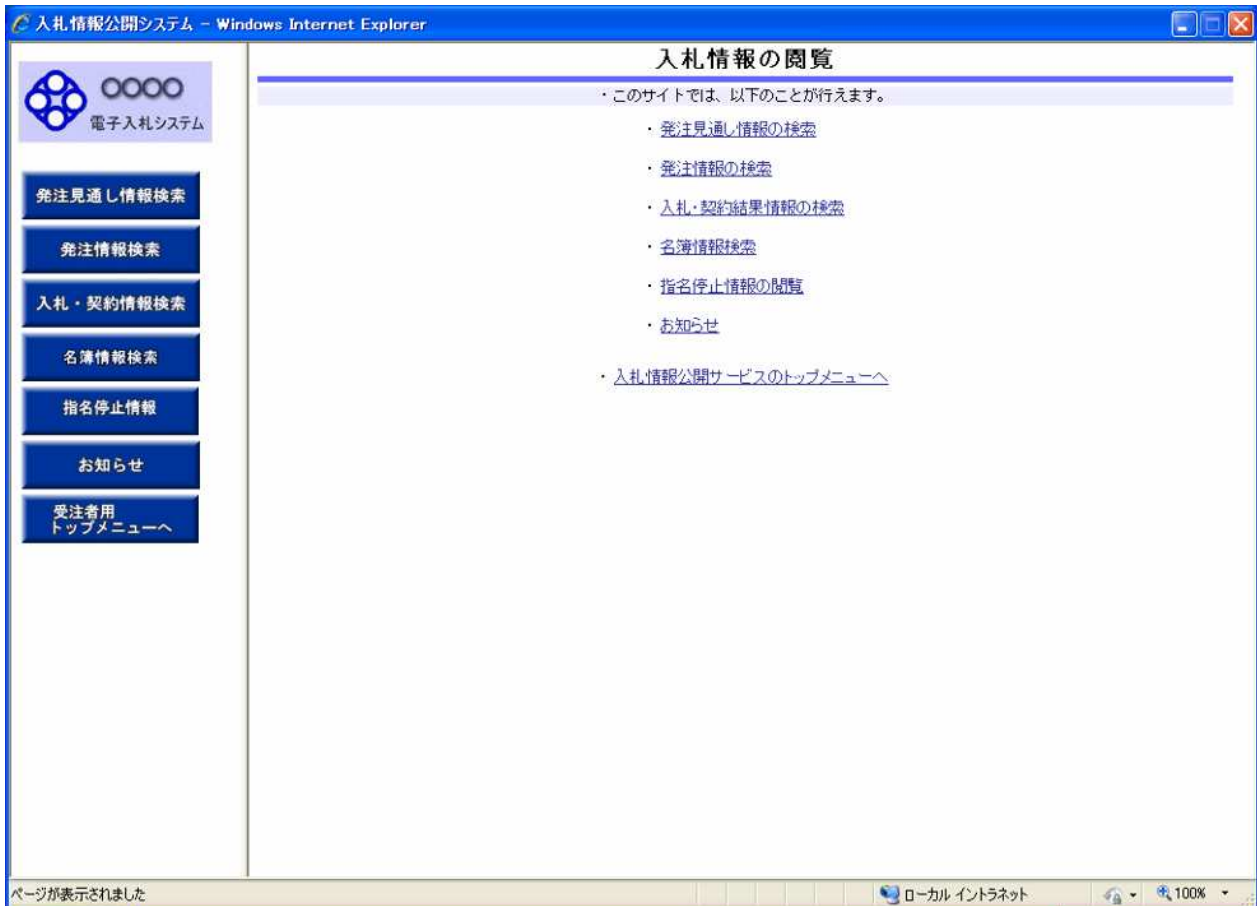 入札情報公開システム - Windows Internet Explorer
○○○○
電子入札システム
発注見通し情報検索
発注情報検索
入札・契約情報検索
名簿情報検索
指名停止情報
お知らせ
受注者用
トップメニューへ
入札情報の閲覧
・このサイトでは、以下のことが行えます。
・発注見通し情報の検索
・発注情報の検索
・入札・契約結果情報の検索
・名簿情報検索
・指名停止情報の閲覧
・お知らせ
・入札情報公開サービスのトップメニューへ
ページが表示されました
ローカル イントラネット
100%